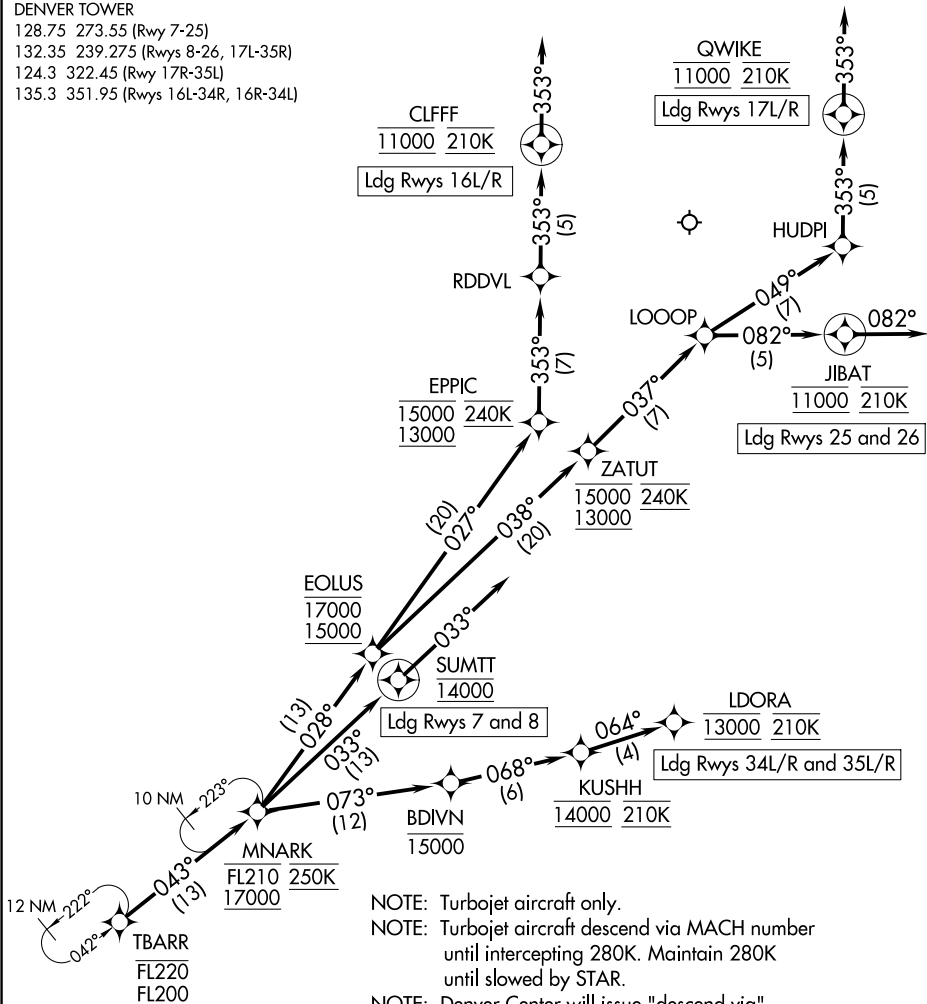 DENVER TOWER
128.75 273.55 (Rwy 7-25)
132.35 239.275 (Rwys 8-26, 17L-35R)
124.3 322.45 (Rwy 17R-35L)
135.3 351.95 (Rwys 16L-34R, 16R-34L)
353°
353°
QWIKE
11000 210K
Ldg Rwys 17L/R
CLFFF
11000 210K
Ldg Rwys 16L/R
353°
(5)
353°
(5)
HUDPI
RDDVL
049°
(7)
LOOOP
082°
(5)
082°
353°
(7)
JIBAT
11000 210K
Ldg Rwys 25 and 26
EPPIC
15000 240K
13000
037°
(7)
ZATUT
15000 240K
13000
(20)
027°
038°
(20)
EOLUS
17000
15000
033°
SUMTT
14000
Ldg Rwys 7 and 8
(13)
028°
033°
(13)
LDORA
13000 210K
Ldg Rwys 34L/R and 35L/R
064°
(4)
068°
(6)
KUSHH
14000 210K
073°
(12)
BDIVN
15000
10 NM
223°
MNARK
FL210 250K
17000
043°
(13)
12 NM
222°
042°
TBARR
FL220
FL200
NOTE: Turbojet aircraft only.
NOTE: Turbojet aircraft descend via MACH number
until intercepting 280K. Maintain 280K
until slowed by STAR.
NOTE: Denver Center will issue "descend via"